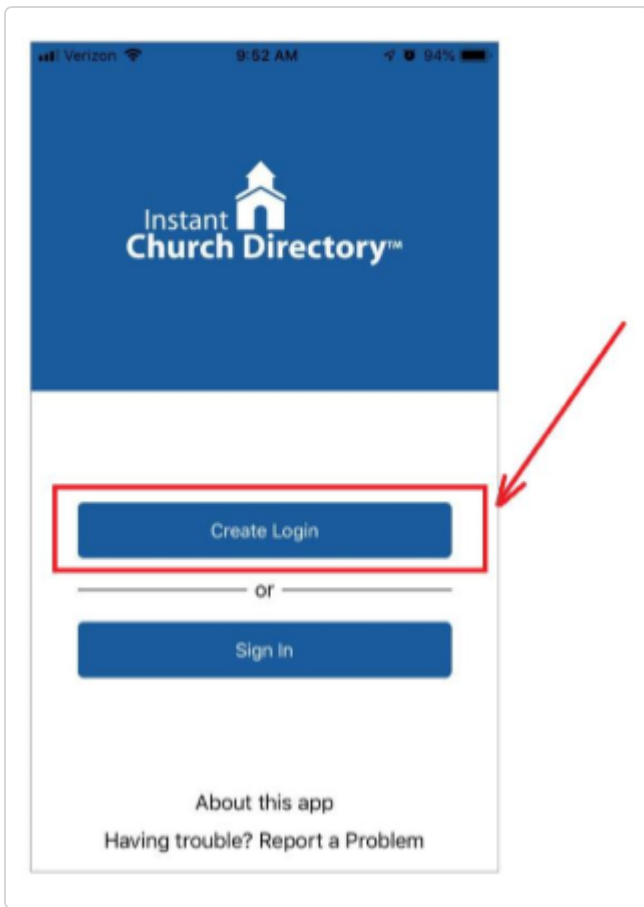 Verizon 9:52 AM 94%
Instant
Church Directory™
Create Login
or
Sign In
About this app
Having trouble? Report a Problem